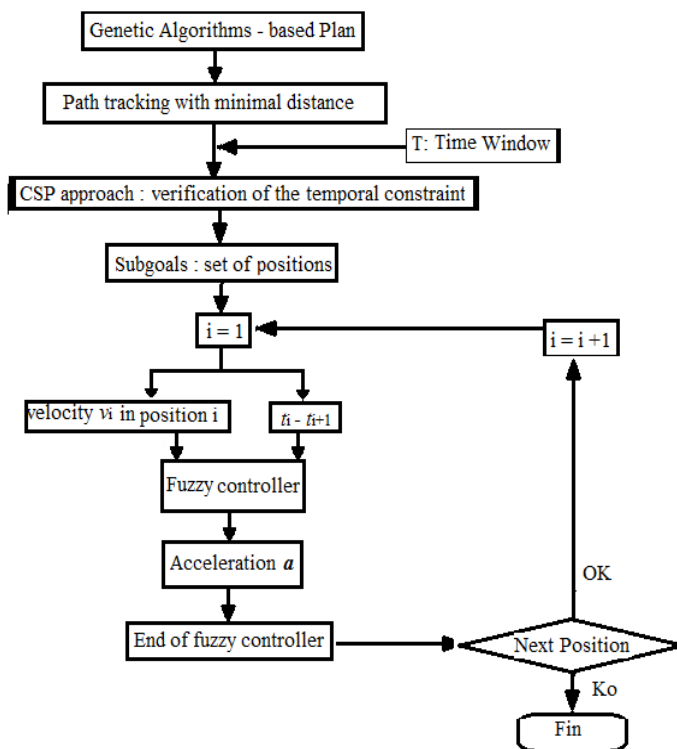 Genetic Algorithms - based Plan
Path tracking with minimal distance
T: Time Window
CSP approach : verification of the temporal constraint
Subgoals : set of positions
i = 1
i = i +1
velocity vi in position i
ti - ti+1
Fuzzy controller
Acceleration a
OK
End of fuzzy controller
Next Position
Ko
Fin